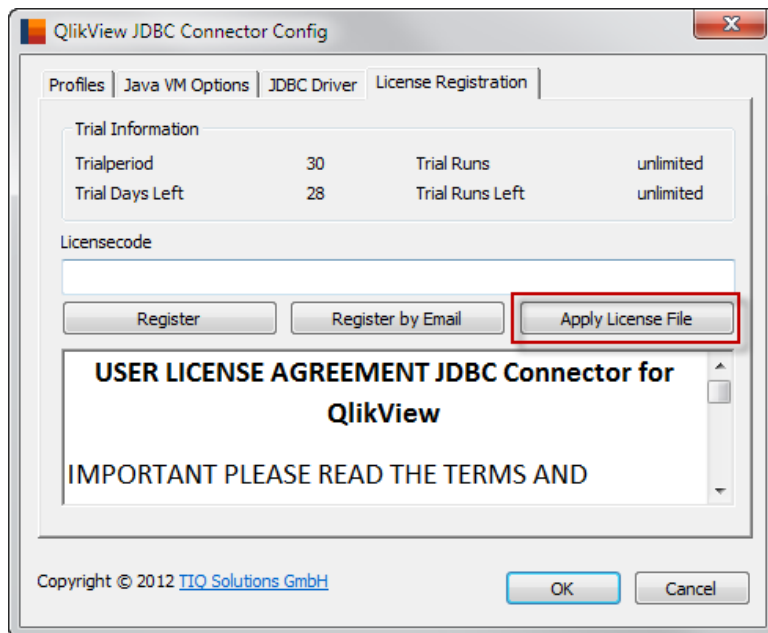 QlikView JDBC Connector Config
Profiles Java VM Options JDBC Driver License Registration
Trial Information
Trialperiod 30 Trial Runs unlimited
Trial Days Left 28 Trial Runs Left unlimited
Licensecode
Register Register by Email Apply License File
USER LICENSE AGREEMENT JDBC Connector for
QlikView
IMPORTANT PLEASE READ THE TERMS AND
Copyright © 2012 TIQ Solutions GmbH
OK Cancel